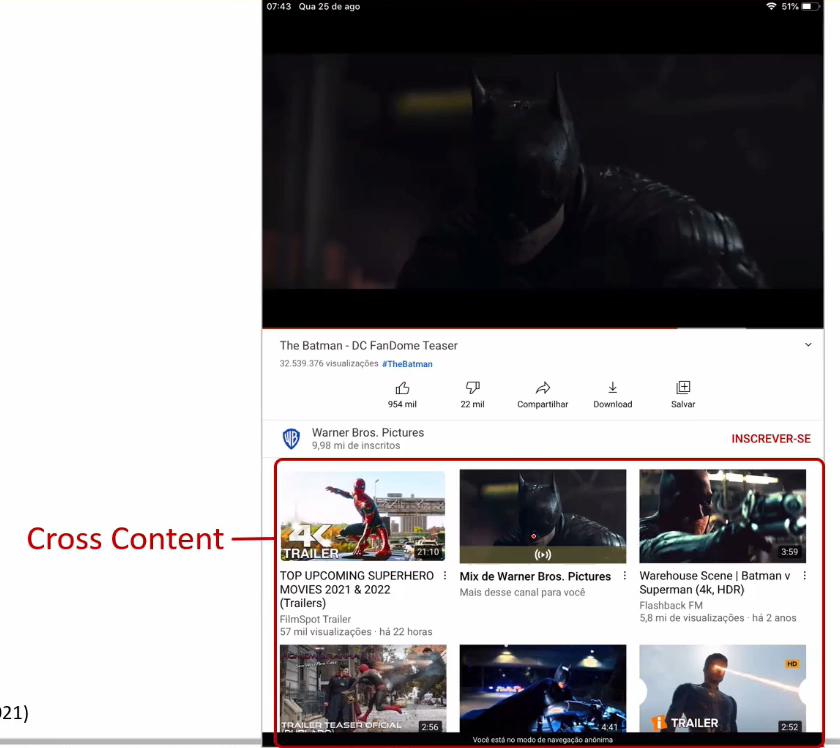 07:43 Qua 25 de ago
51%
The Batman - DC FanDome Teaser
32.539.376 visualizações #TheBatman
954 mil
22 mil
Compartilhar
Download
Salvar
WB
Warner Bros. Pictures
9,98 mi de inscritos
INSCREVER-SE
Cross Content
4K
TRAILER
21:10
3:59
TOP UPCOMING SUPERHERO
MOVIES 2021 & 2022
(Trailers)
FilmSpot Trailer
57 mil visualizações · há 22 horas
Mix de Warner Bros. Pictures
Mais desse canal para você
Warehouse Scene | Batman v
Superman (4k, HDR)
Flashback FM
5,8 mi de visualizações · há 2 anos
TRAILER TEASER OFICIAL
2:56
4:41
HD
TRAILER
2:52
Você está no modo de navegação anônima
021)